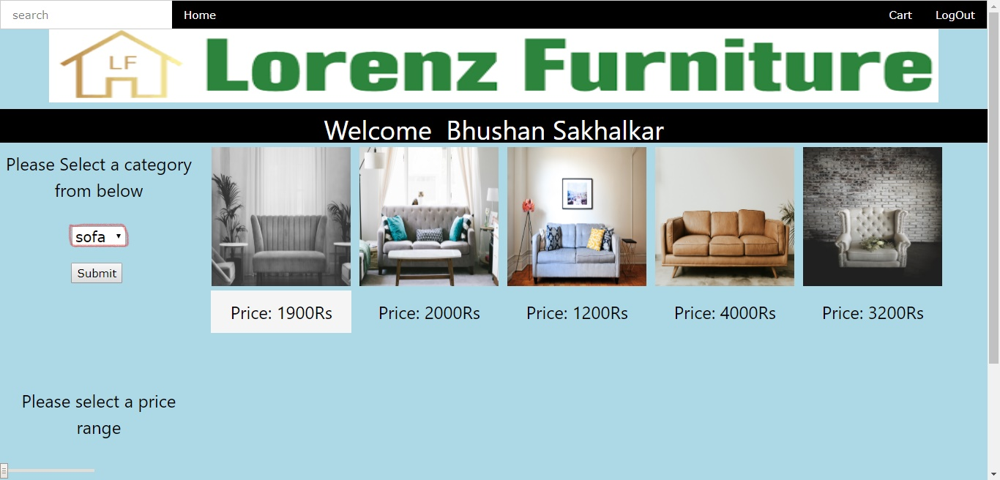 search
Home
Cart
LogOut
LF
Lorenz Furniture
Welcome  Bhushan Sakhalkar
Please Select a category
from below
sofa
Submit
Price: 1900Rs
Price: 2000Rs
Price: 1200Rs
Price: 4000Rs
Price: 3200Rs
Please select a price
range